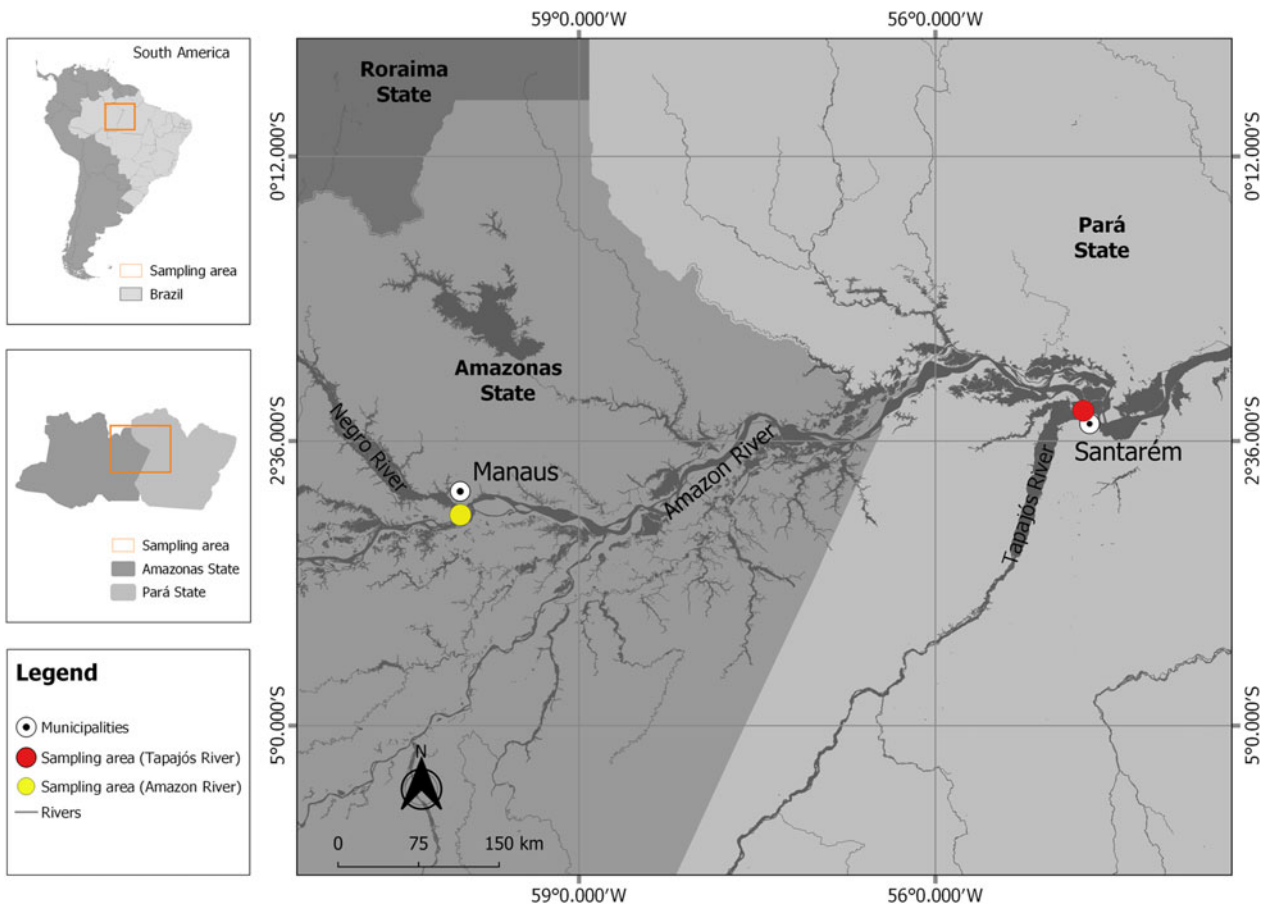 59°0.000'W
56°0.000'W
South America
Sampling area
Brazil
Sampling area
Amazonas State
Pará State
Legend
Municipalities
Sampling area (Tapajós River)
Sampling area (Amazon River)
Rivers
Roraima
State
0°12.000'S
0°12.000'S
Pará
State
Amazonas
State
Negro River
Manaus
Amazon River
Santarém
Tapajós River
2°36.000'S
2°36.000'S
5°0.000'S
5°0.000'S
N
0 75 150 km
59°0.000'W
56°0.000'W